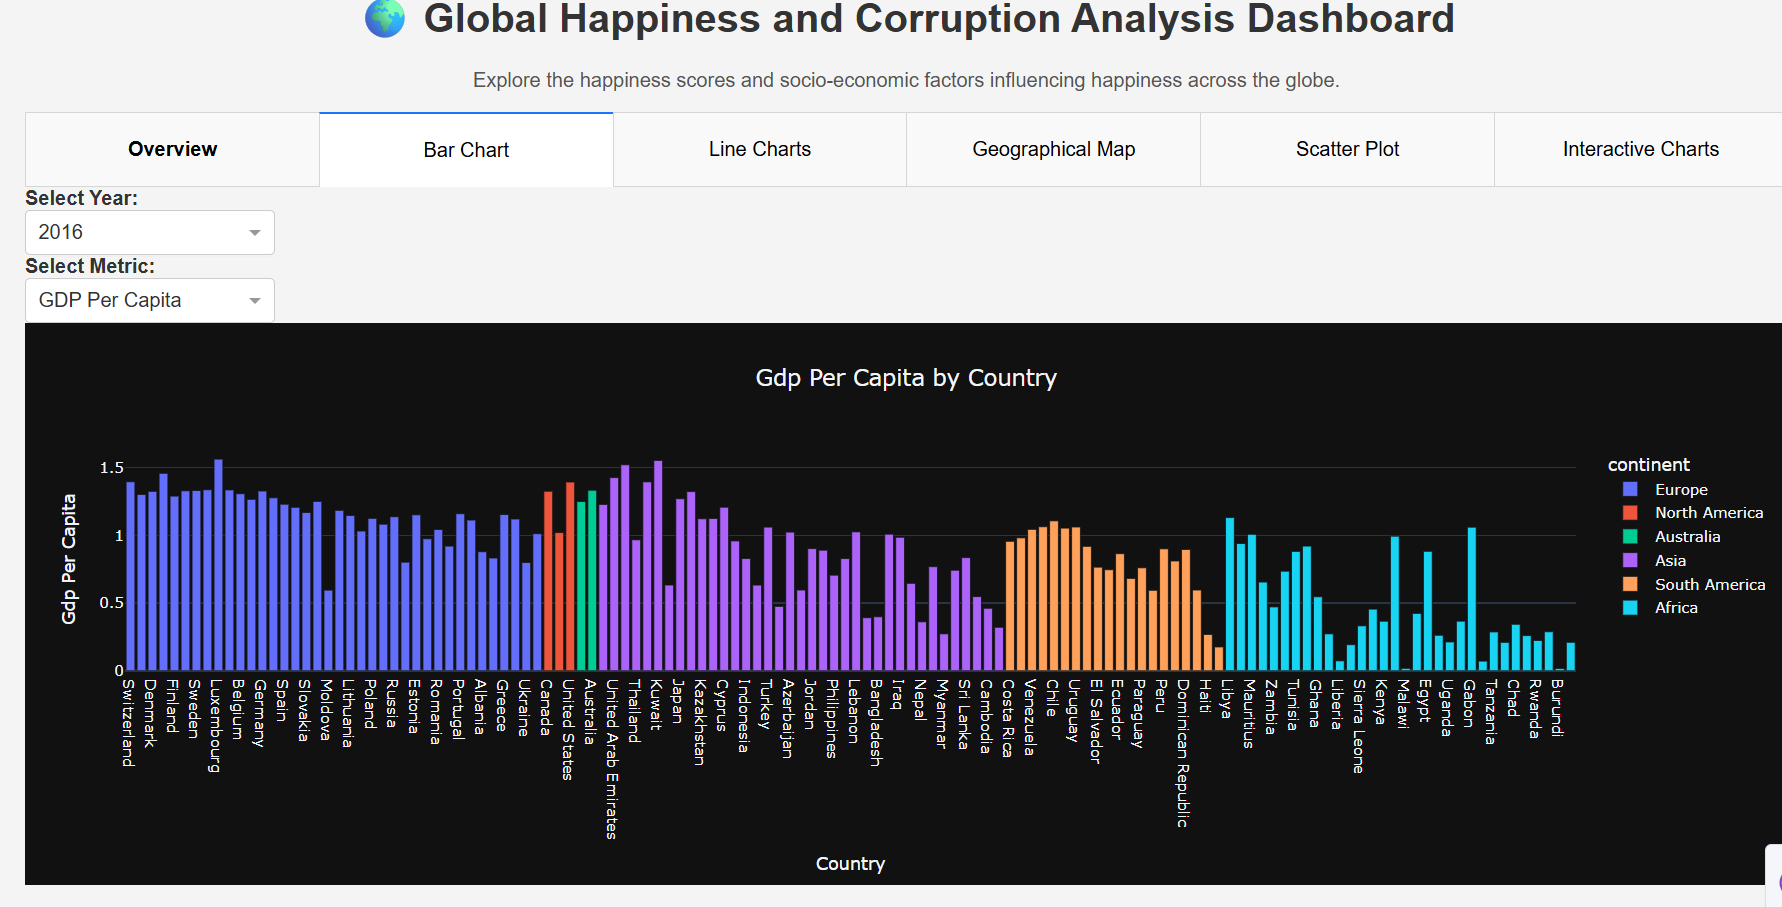 Global Happiness and Corruption Analysis Dashboard
Explore the happiness scores and socio-economic factors influencing happiness across the globe.
Overview
Bar Chart
Line Charts
Geographical Map
Scatter Plot
Interactive Charts
Select Year:
2016
Select Metric:
GDP Per Capita
Gdp Per Capita by Country
Gdp Per Capita
1.5
1
0.5
0
continent
Europe
North America
Australia
Asia
South America
Africa
Switzerland
Denmark
Finland
Sweden
Luxembourg
Belgium
Germany
Spain
Slovakia
Moldova
Lithuania
Poland
Russia
Estonia
Romania
Portugal
Albania
Greece
Ukraine
Canada
United States
Australia
United Arab Emirates
Thailand
Kuwait
Japan
Kazakhstan
Cyprus
Indonesia
Turkey
Azerbaijan
Jordan
Philippines
Lebanon
Bangladesh
Iraq
Nepal
Myanmar
Sri Lanka
Cambodia
Costa Rica
Venezuela
Chile
Uruguay
El Salvador
Ecuador
Paraguay
Peru
Dominican Republic
Haiti
Libya
Mauritius
Zambia
Tunisia
Ghana
Liberia
Sierra Leone
Kenya
Malawi
Egypt
Uganda
Gabon
Tanzania
Chad
Rwanda
Burundi
Country